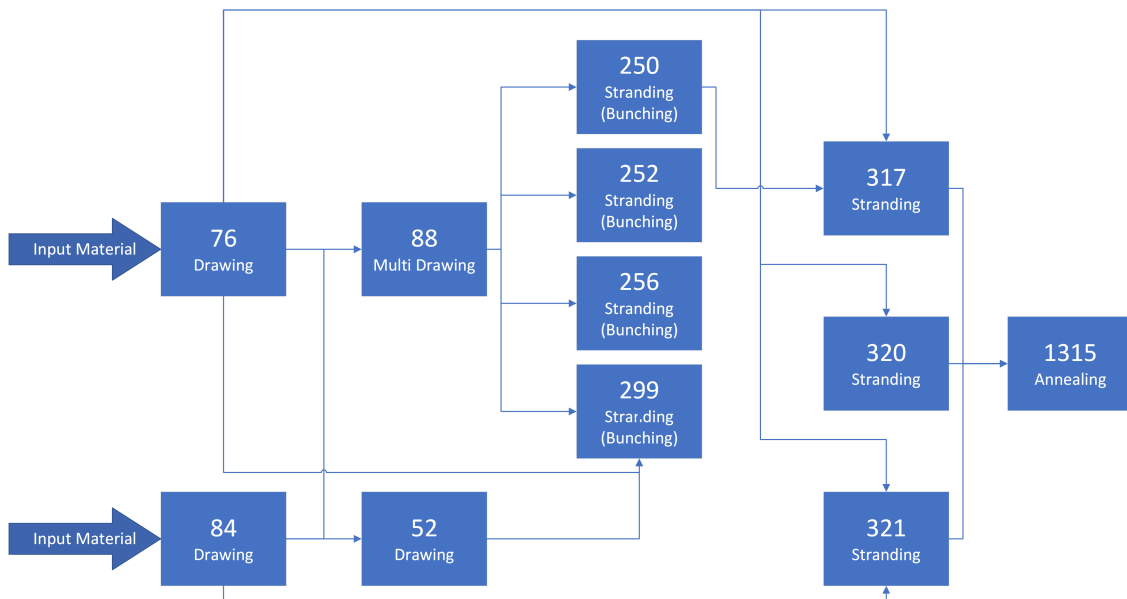 250
Stranding
(Bunching)
317
Stranding
252
Stranding
(Bunching)
Input Material
76
Drawing
88
Multi Drawing
256
Stranding
(Bunching)
320
Stranding
1315
Annealing
299
Stranding
(Bunching)
Input Material
84
Drawing
52
Drawing
321
Stranding